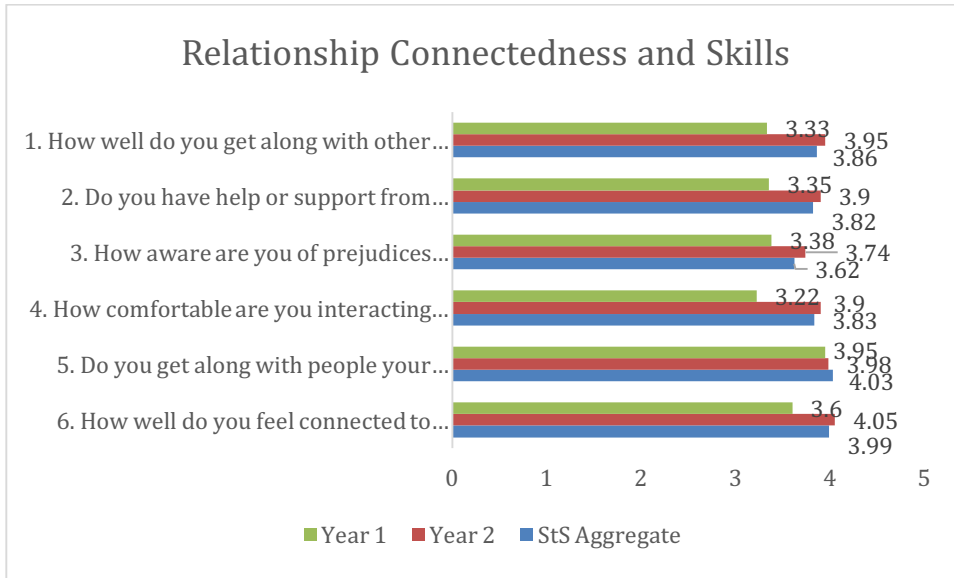 Relationship Connectedness and Skills
1. How well do you get along with other...
3.33
3.95
3.86
2. Do you have help or support from...
3.35
3.9
3.82
3. How aware are you of prejudices...
3.38
3.74
3.62
4. How comfortable are you interacting...
3.22
3.9
3.83
5. Do you get along with people your...
3.95
3.98
4.03
6. How well do you feel connected to...
3.6
4.05
3.99
0 1 2 3 4 5
Year 1 Year 2 StS Aggregate